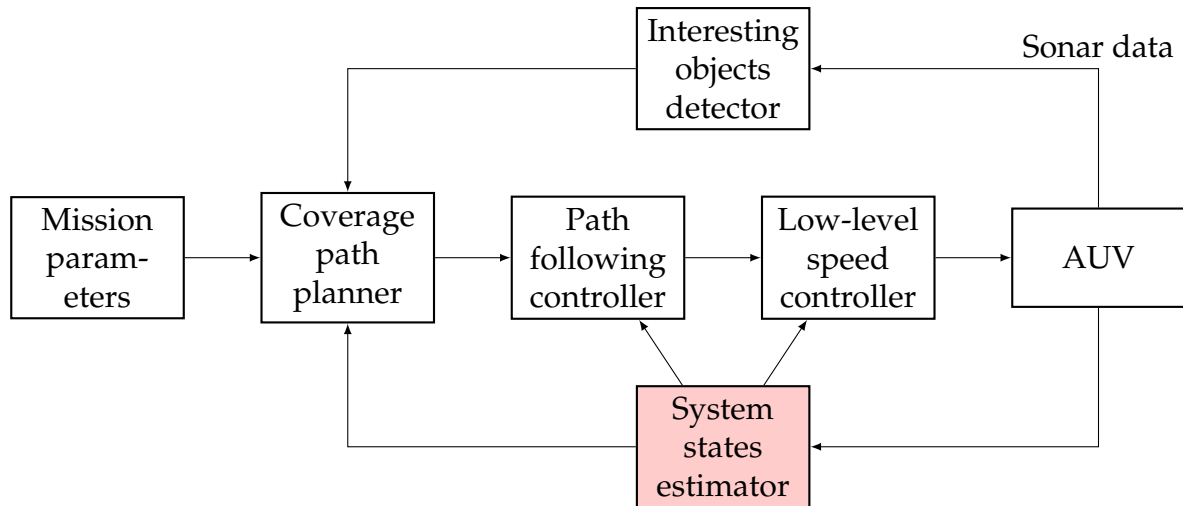 Interesting
objects
detector
Sonar data
Mission
param-
eters
Coverage
path
planner
Path
following
controller
Low-level
speed
controller
AUV
System
states
estimator